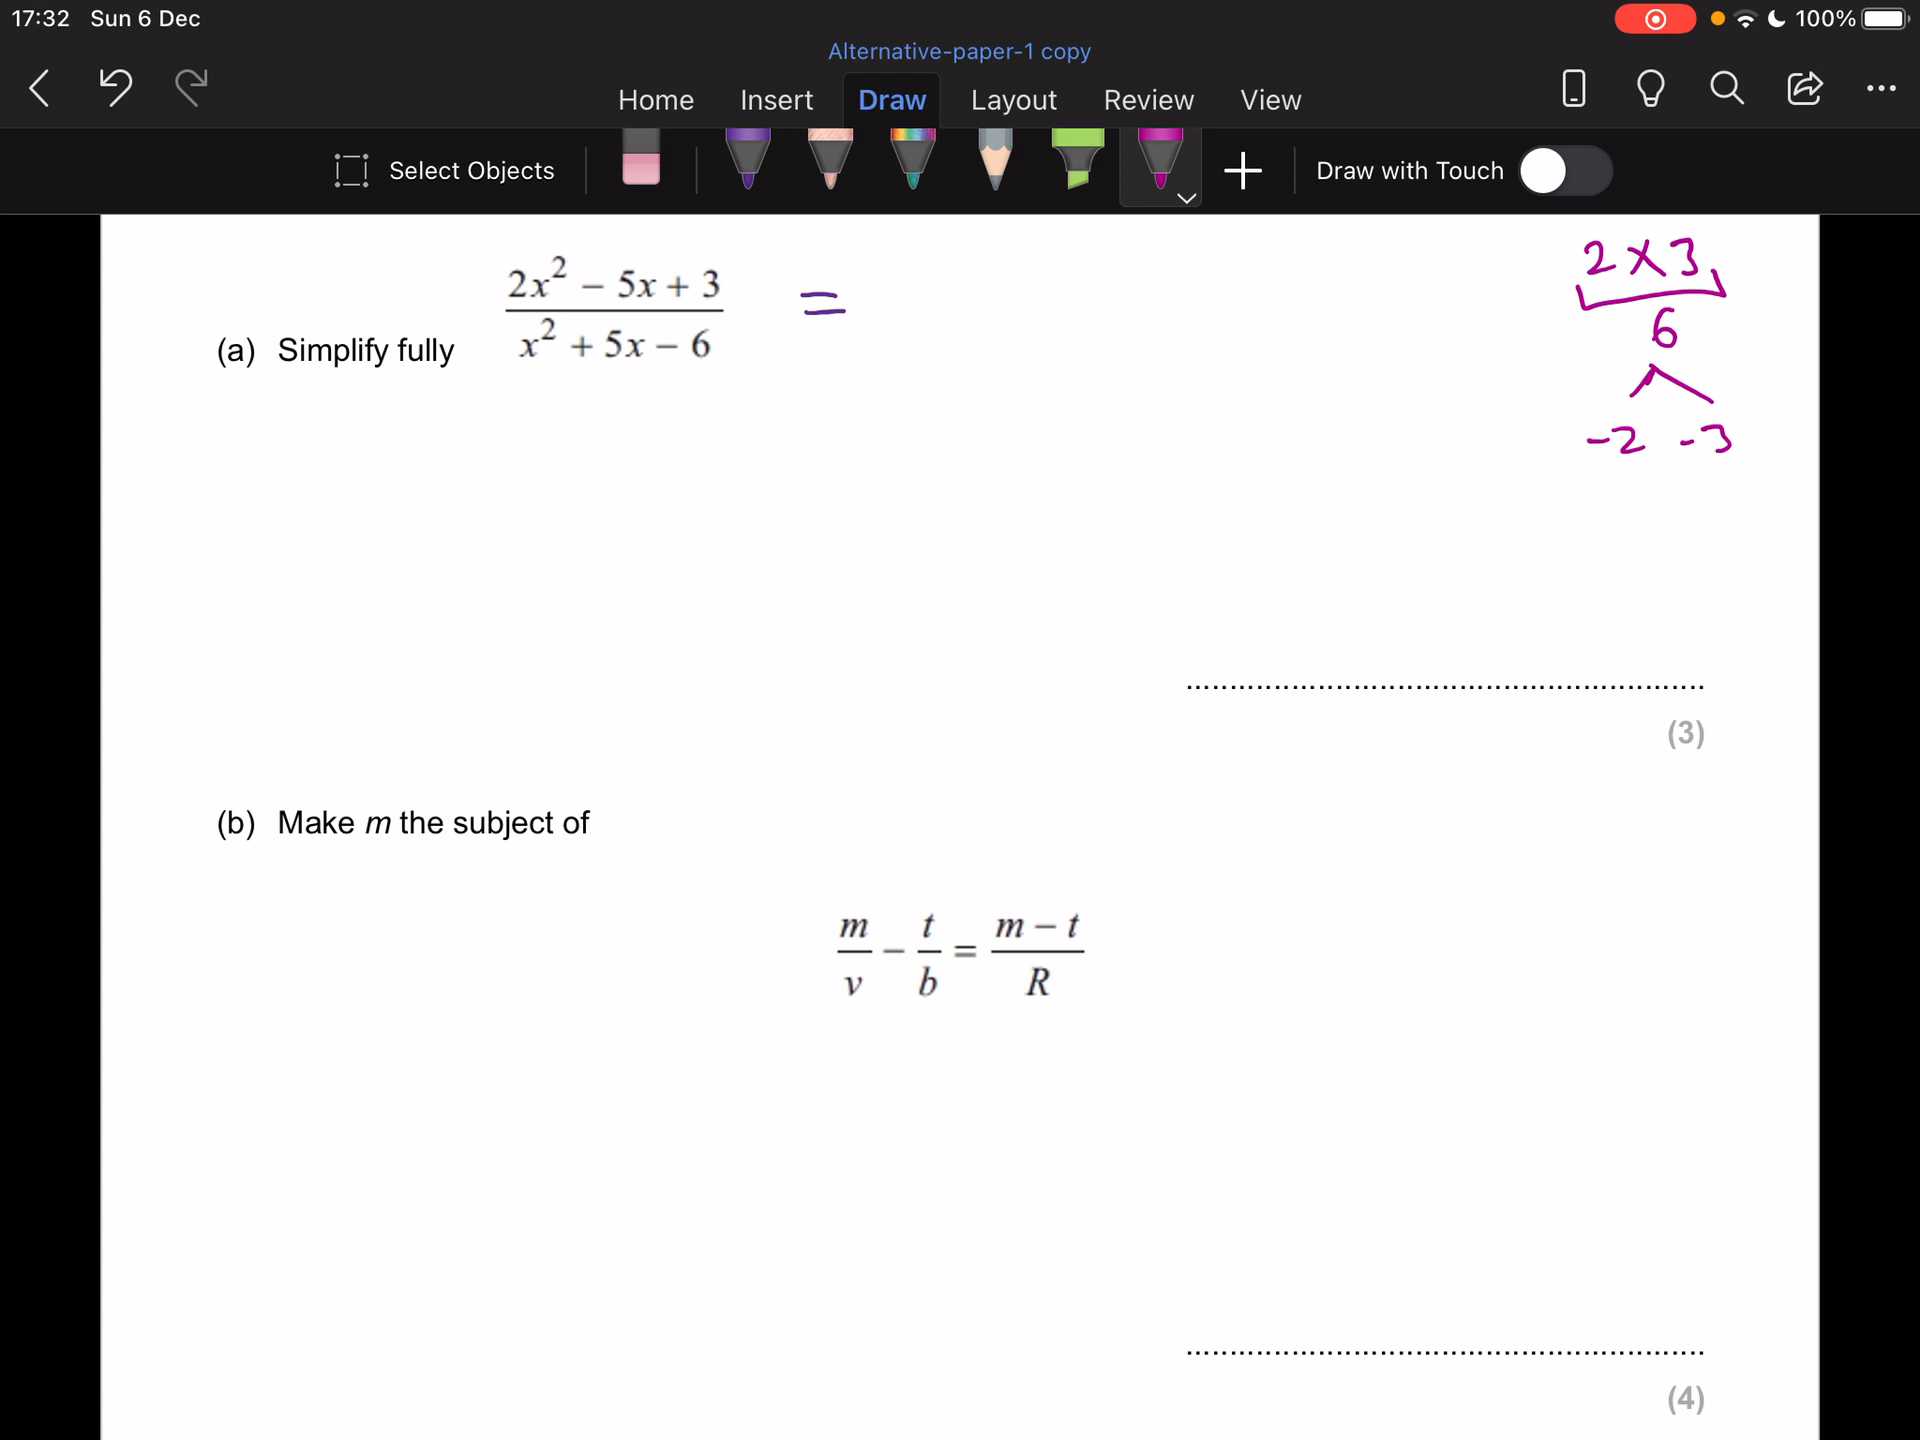 17:32 Sun 6 Dec 100%
Alternative-paper-1 copy
Home Insert Draw Layout Review View
Select Objects Draw with Touch
2 × 3
6
-2 -3
(a) Simplify fully (2x² − 5x + 3)/(x² + 5x − 6) =
(3)
(b) Make m the subject of
m/v − t/b = (m − t)/R
(4)